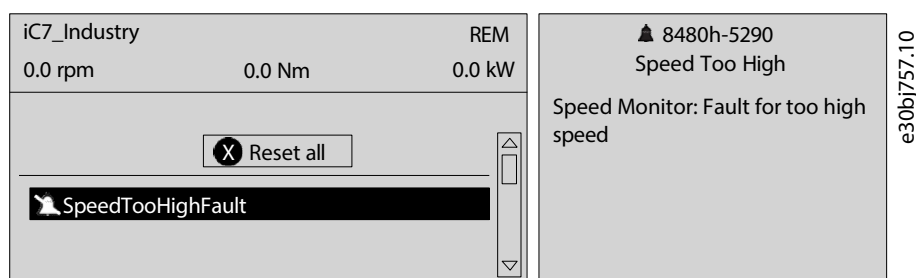 iC7_Industry REM
0.0 rpm 0.0 Nm 0.0 kW
X Reset all
SpeedTooHighFault
8480h-5290
Speed Too High
Speed Monitor: Fault for too high
speed
e30bj757.10